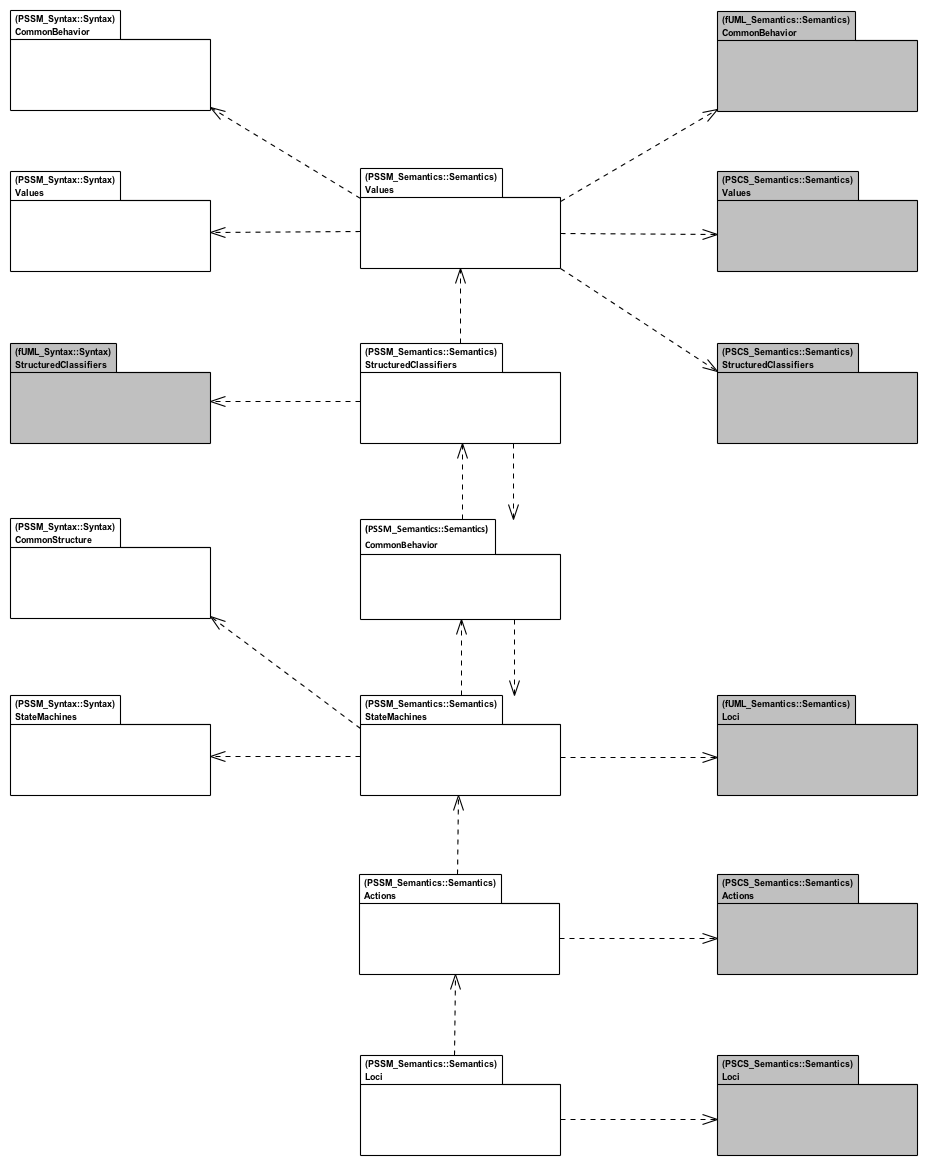 (PSSM_Syntax::Syntax)
CommonBehavior
(fUML_Semantics::Semantics)
CommonBehavior
(PSSM_Syntax::Syntax)
Values
(PSSM_Semantics::Semantics)
Values
(PSCS_Semantics::Semantics)
Values
(fUML_Syntax::Syntax)
StructuredClassifiers
(PSSM_Semantics::Semantics)
StructuredClassifiers
(PSCS_Semantics::Semantics)
StructuredClassifiers
(PSSM_Syntax::Syntax)
CommonStructure
(PSSM_Semantics::Semantics)
CommonBehavior
(PSSM_Syntax::Syntax)
StateMachines
(PSSM_Semantics::Semantics)
StateMachines
(fUML_Semantics::Semantics)
Loci
(PSSM_Semantics::Semantics)
Actions
(PSCS_Semantics::Semantics)
Actions
(PSSM_Semantics::Semantics)
Loci
(PSCS_Semantics::Semantics)
Loci